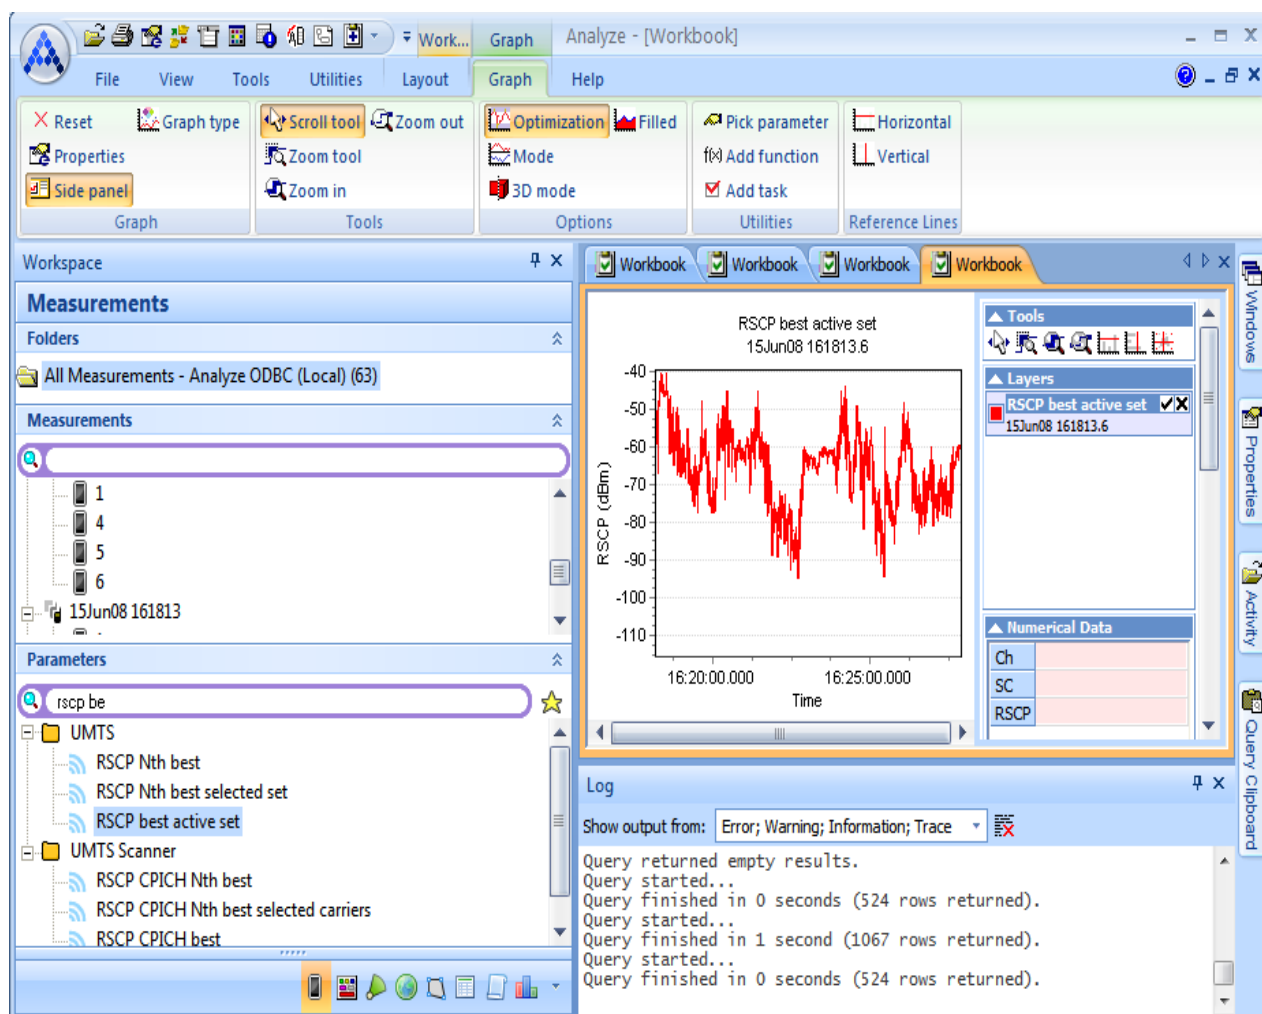 Work... Graph Analyze - [Workbook]
File View Tools Utilities Layout Graph Help
Reset Graph type Scroll tool Zoom out Optimization Filled Pick parameter Horizontal
Properties Zoom tool Mode f(x) Add function Vertical
Side panel Zoom in 3D mode Add task
Graph Tools Options Utilities Reference Lines
Workspace
Measurements
Folders
All Measurements - Analyze ODBC (Local) (63)
Measurements
1
4
5
6
15Jun08 161813
Parameters
rscp be
UMTS
RSCP Nth best
RSCP Nth best selected set
RSCP best active set
UMTS Scanner
RSCP CPICH Nth best
RSCP CPICH Nth best selected carriers
RSCP CPICH best
Workbook Workbook Workbook Workbook
RSCP best active set
15Jun08 161813.6
-40
-50
-60
-70
-80
-90
-100
-110
RSCP (dBm)
16:20:00.000 16:25:00.000
Time
Tools
Layers
RSCP best active set
15Jun08 161813.6
Numerical Data
Ch
SC
RSCP
Log
Show output from: Error; Warning; Information; Trace
Query returned empty results.
Query started...
Query finished in 0 seconds (524 rows returned).
Query started...
Query finished in 1 second (1067 rows returned).
Query started...
Query finished in 0 seconds (524 rows returned).
Windows
Properties
Activity
Query Clipboard